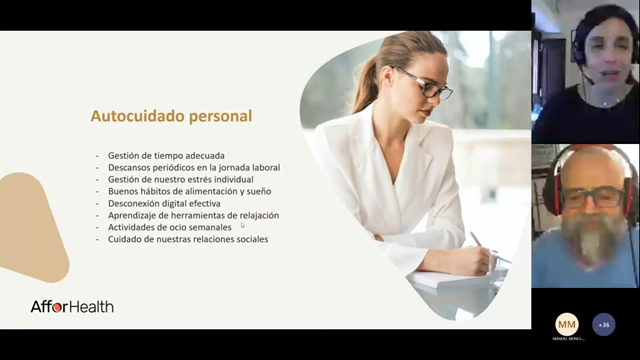 Autocuidado personal
- Gestión de tiempo adecuada
- Descansos periódicos en la jornada laboral
- Gestión de nuestro estrés individual
- Buenos hábitos de alimentación y sueño
- Desconexión digital efectiva
- Aprendizaje de herramientas de relajación
- Actividades de ocio semanales
- Cuidado de nuestras relaciones sociales
AfforHealth
MM
+36
MANUEL